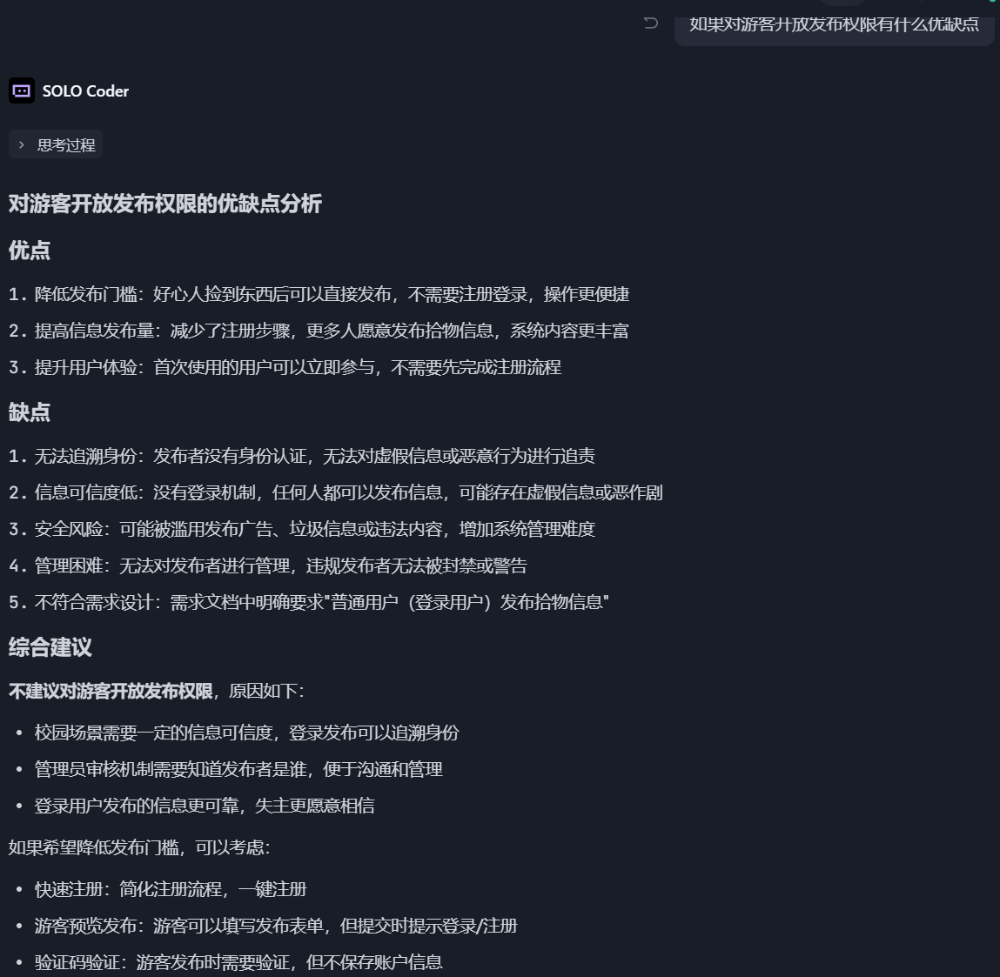 如果对游客开放发布权限有什么优缺点
SOLO Coder
思考过程
对游客开放发布权限的优缺点分析
优点
1. 降低发布门槛：好心人捡到东西后可以直接发布，不需要注册登录，操作更便捷
2. 提高信息发布量：减少了注册步骤，更多人愿意发布拾物信息，系统内容更丰富
3. 提升用户体验：首次使用的用户可以立即参与，不需要先完成注册流程
缺点
1. 无法追溯身份：发布者没有身份认证，无法对虚假信息或恶意行为进行追责
2. 信息可信度低：没有登录机制，任何人都可以发布信息，可能存在虚假信息或恶作剧
3. 安全风险：可能被滥用发布广告、垃圾信息或违法内容，增加系统管理难度
4. 管理困难：无法对发布者进行管理，违规发布者无法被封禁或警告
5. 不符合需求设计：需求文档中明确要求"普通用户（登录用户）发布拾物信息"
综合建议
不建议对游客开放发布权限，原因如下：
• 校园场景需要一定的信息可信度，登录发布可以追溯身份
• 管理员审核机制需要知道发布者是谁，便于沟通和管理
• 登录用户发布的信息更可靠，失主更愿意相信
如果希望降低发布门槛，可以考虑：
• 快速注册：简化注册流程，一键注册
• 游客预览发布：游客可以填写发布表单，但提交时提示登录/注册
• 验证码验证：游客发布时需要验证，但不保存账户信息